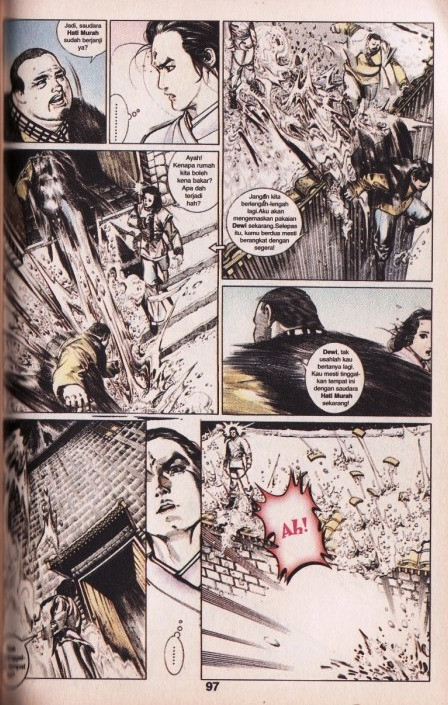 Jadi, saudara
Hati Murah
sudah berjanji
ya?
Jangan kita
berlengah-lengah
lagi.Aku akan
mengemaskan pakaian
Dewi sekarang.Selepas
itu, kamu berdua mesti
berangkat dengan
segera!
Ayah!
Kenapa rumah
kita boleh
kena bakar?
Apa dah
terjadi
hah?
Dewi, tak
usahlah kau
bertanya lagi.
Kau mesti tinggal-
kan tempat ini
dengan saudara
Hati Murah
sekarang!
Ah!
97